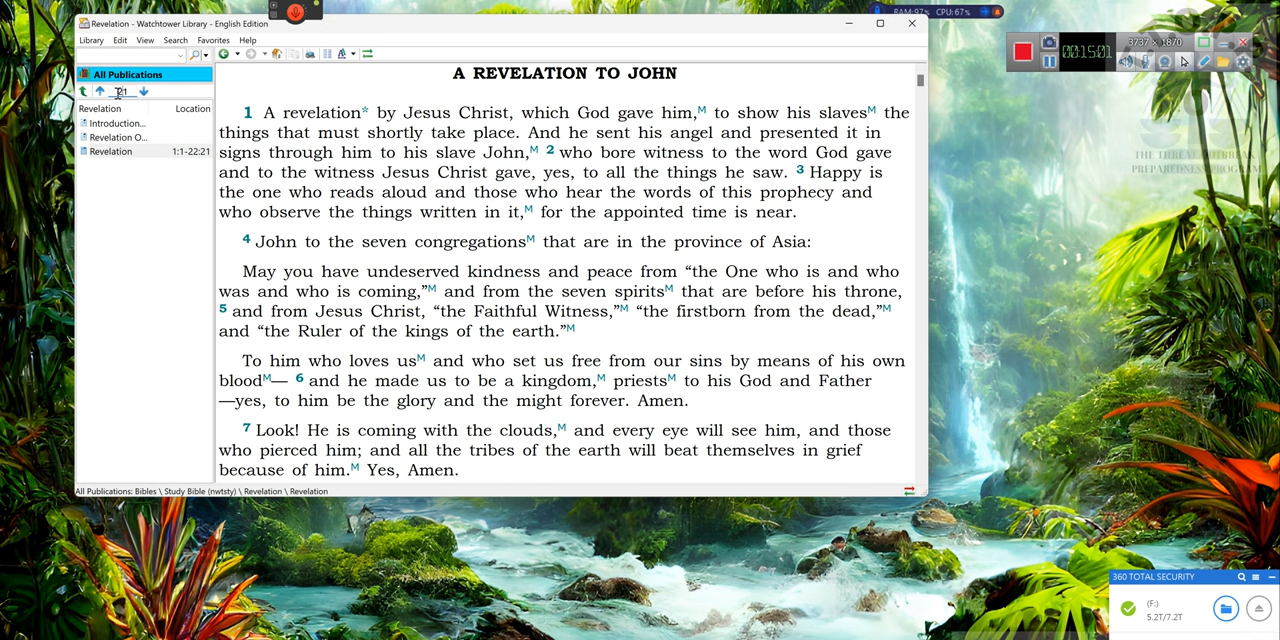 Revelation - Watchtower Library - English Edition
RAM:97% CPU: 67%
Library Edit View Search Favorites Help
3737 × 1870
00:15:01
All Publications
Revelation Location
Introduction...
Revelation O...
Revelation 1:1-22:21
A REVELATION TO JOHN
1 A revelation* by Jesus Christ, which God gave him,M to show his slavesM the
things that must shortly take place. And he sent his angel and presented it in
signs through him to his slave John,M 2 who bore witness to the word God gave
and to the witness Jesus Christ gave, yes, to all the things he saw. 3 Happy is
the one who reads aloud and those who hear the words of this prophecy and
who observe the things written in it,M for the appointed time is near.
4 John to the seven congregationsM that are in the province of Asia:
May you have undeserved kindness and peace from “the One who is and who
was and who is coming,”M and from the seven spiritsM that are before his throne,
5 and from Jesus Christ, “the Faithful Witness,”M “the firstborn from the dead,”M
and “the Ruler of the kings of the earth.”M
To him who loves usM and who set us free from our sins by means of his own
bloodM— 6 and he made us to be a kingdom,M priestsM to his God and Father
—yes, to him be the glory and the might forever. Amen.
7 Look! He is coming with the clouds,M and every eye will see him, and those
who pierced him; and all the tribes of the earth will beat themselves in grief
because of him.M Yes, Amen.
All Publications: Bibles \ Study Bible (nwtsty) \ Revelation \ Revelation
THE THREAT OUTBREAK
PREPAREDNESS PROGRAM
360 TOTAL SECURITY
(F:)
5.2T/7.2T